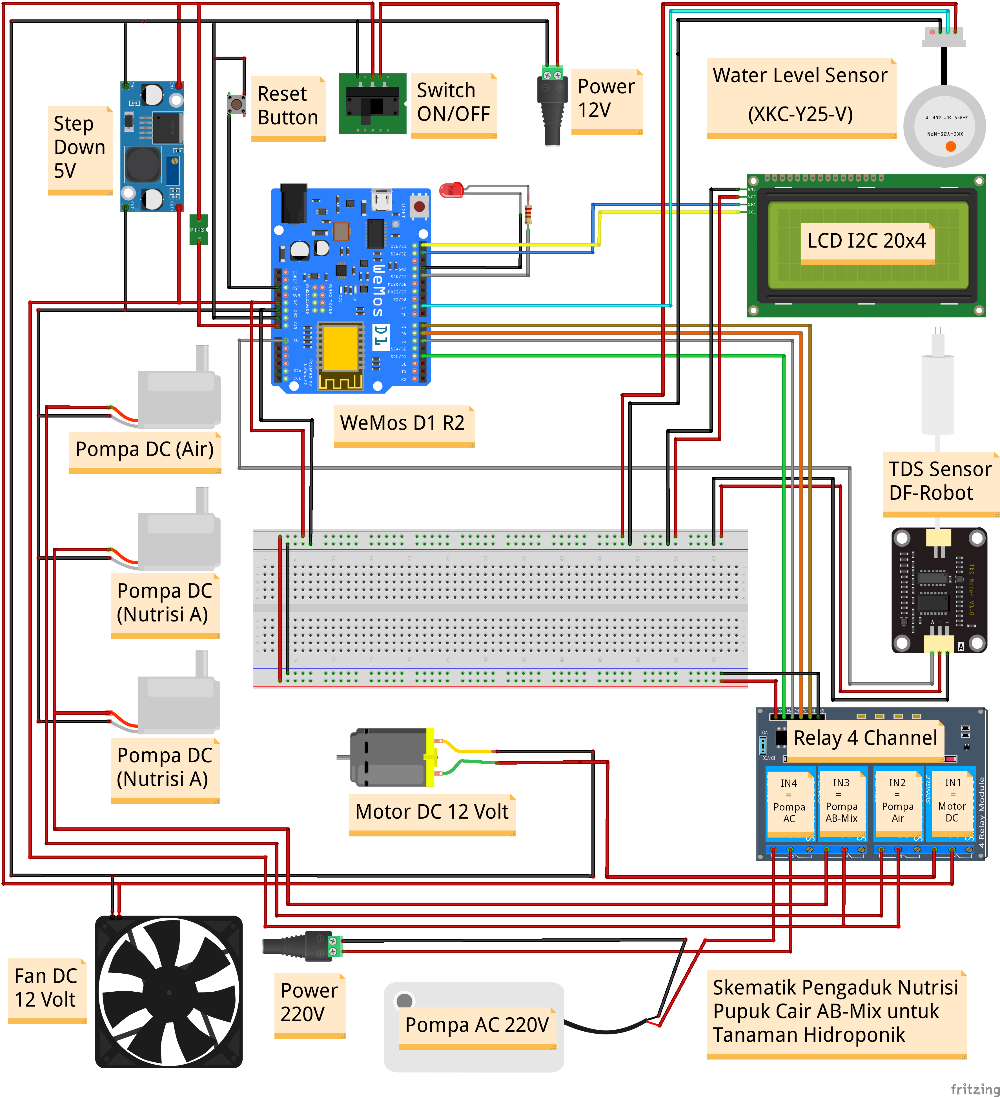 Step
Down
5V
Reset
Button
Switch
ON/OFF
Power
12V
Water Level Sensor
(XKC-Y25-V)
LCD I2C 20x4
WeMos
D1
WeMos D1 R2
Pompa DC (Air)
TDS Sensor
DF-Robot
Pompa DC
(Nutrisi A)
Pompa DC
(Nutrisi A)
Motor DC 12 Volt
Relay 4 Channel
IN4
=
Pompa
AC
IN3
=
Pompa
AB-Mix
IN2
=
Pompa
Air
IN1
=
Motor
DC
4 Relay Module
Fan DC
12 Volt
Power
220V
Pompa AC 220V
Skematik Pengaduk Nutrisi
Pupuk Cair AB-Mix untuk
Tanaman Hidroponik
fritzing